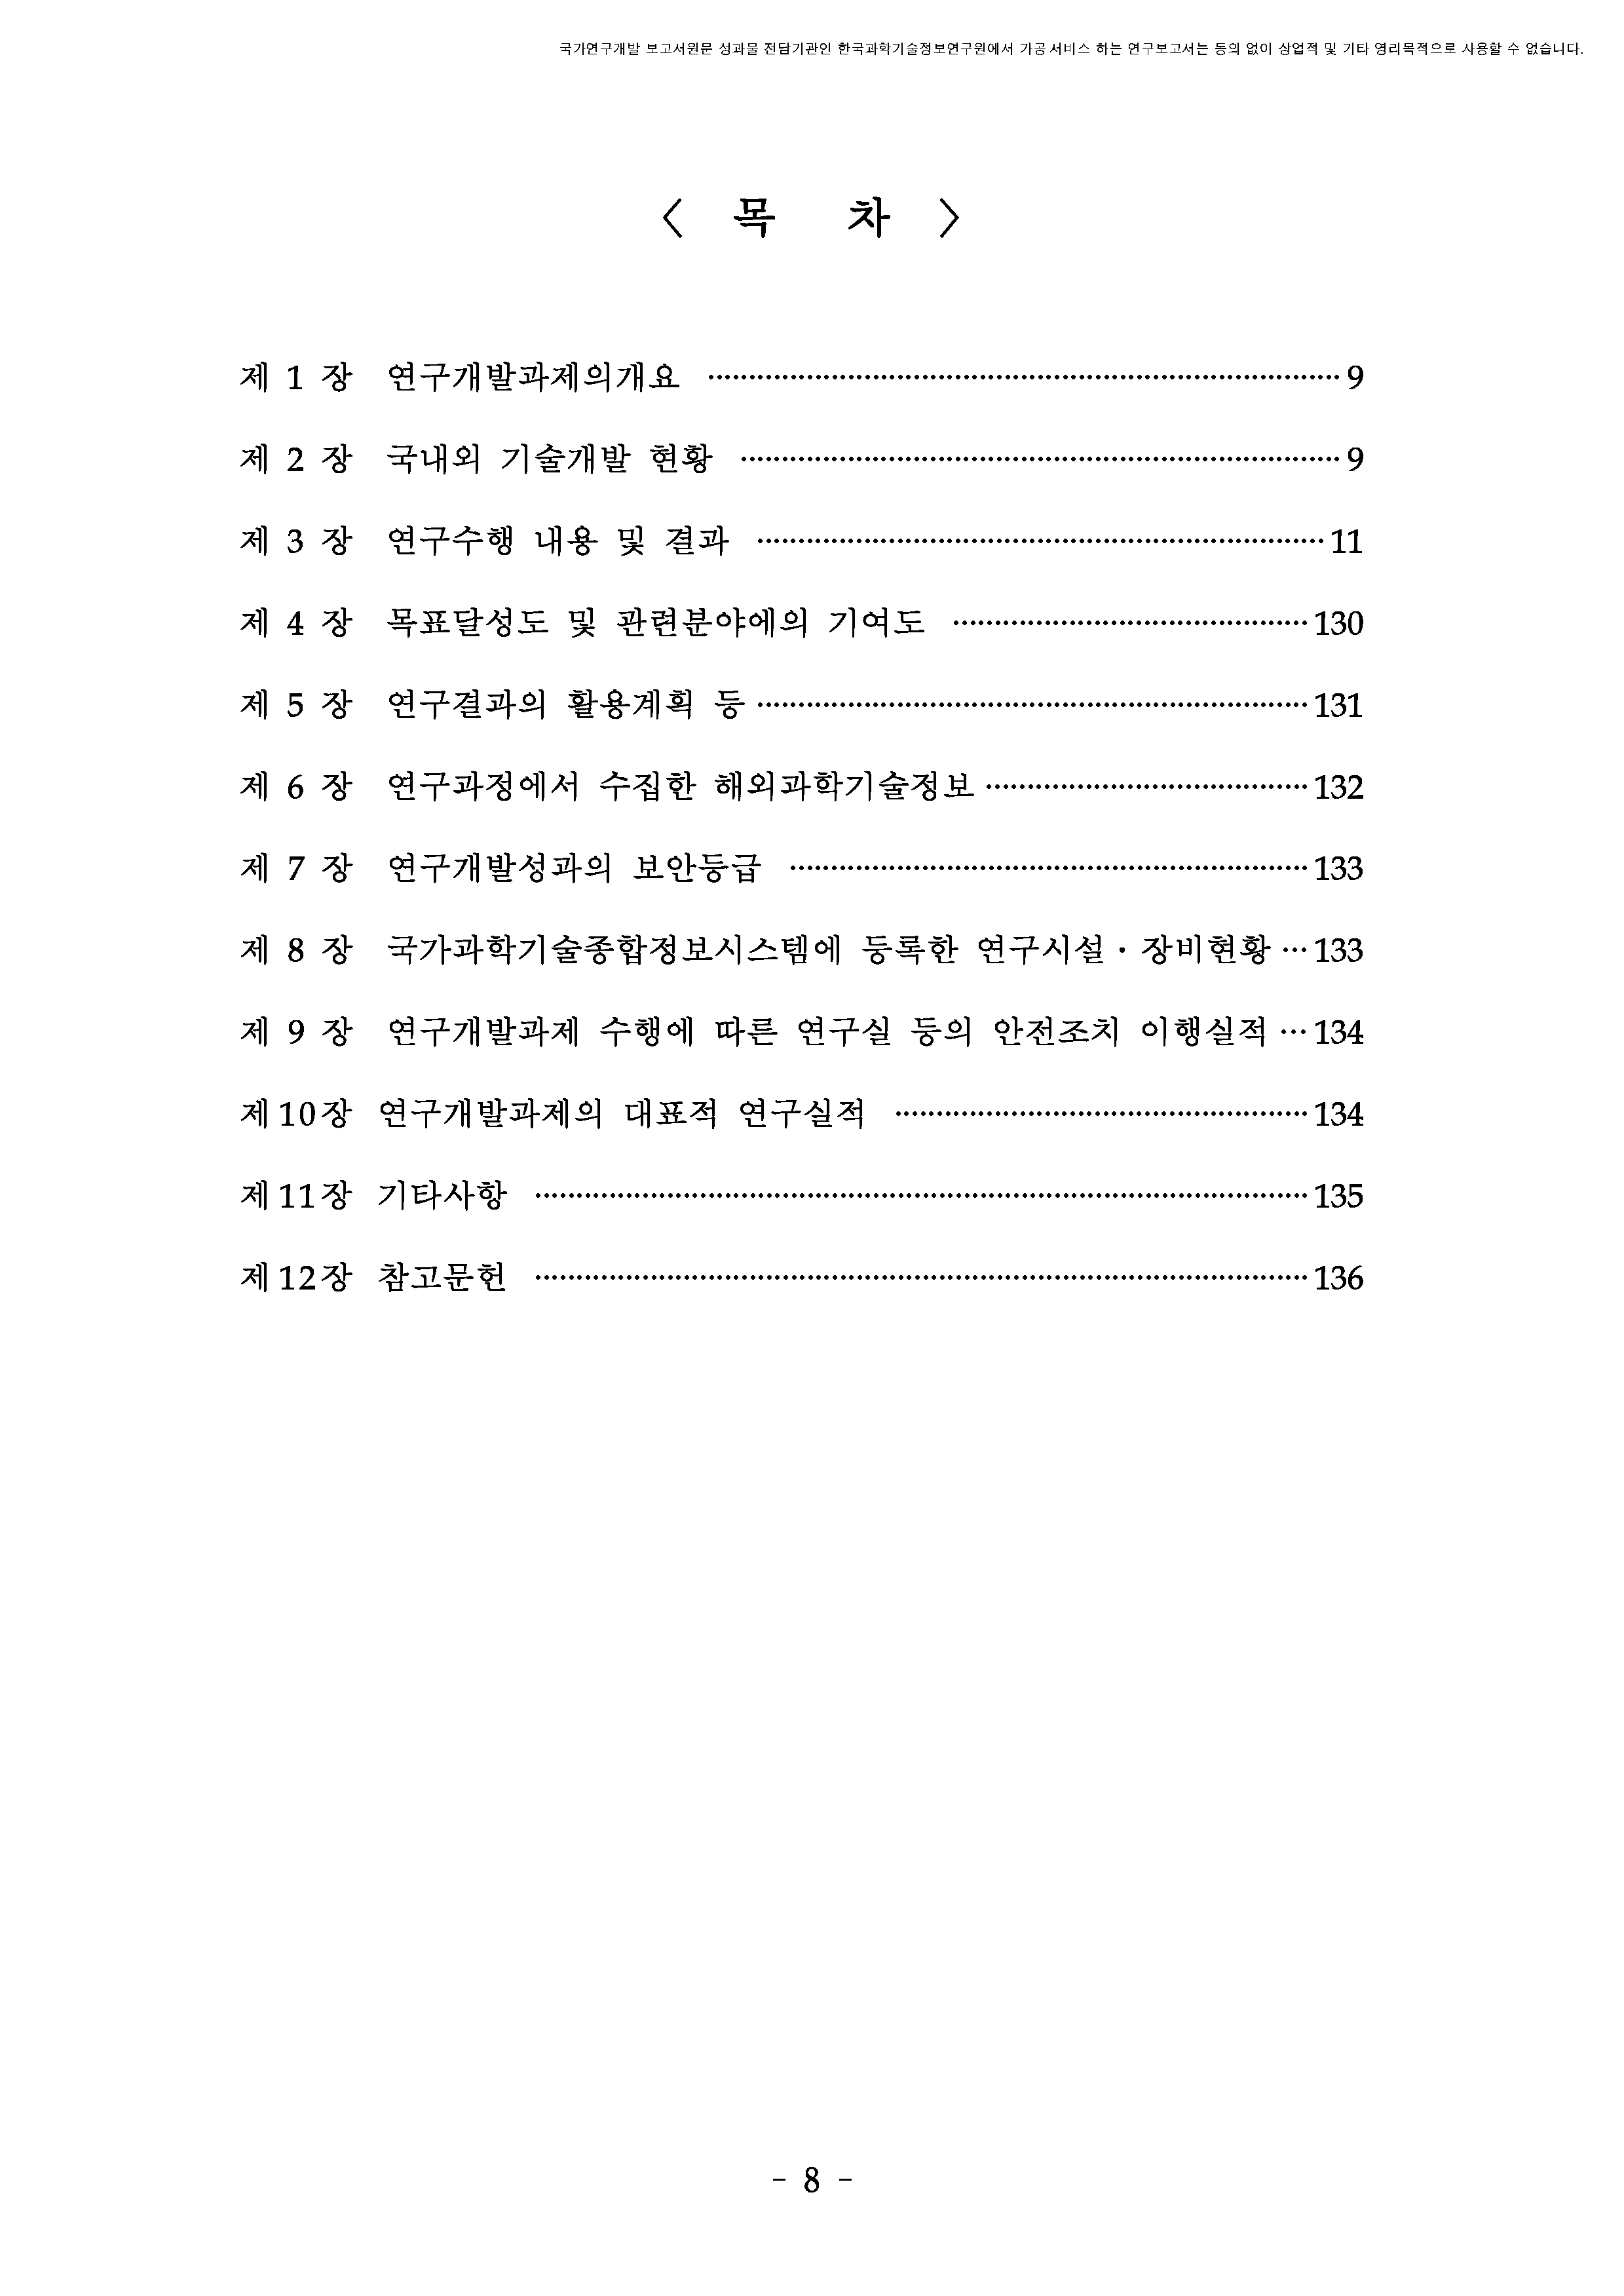 국가연구개발 보고서원문 성과물 전담기관인 한국과학기술정보연구원에서 가공·서비스 하는 연구보고서는 동의 없이 상업적 및 기타 영리목적으로 사용할 수 없습니다.
〈 목 차 〉
제 1 장 연구개발과제의개요 ··· 9
제 2 장 국내외 기술개발 현황 ··· 9
제 3 장 연구수행 내용 및 결과 ··· 11
제 4 장 목표달성도 및 관련분야에의 기여도 ··· 130
제 5 장 연구결과의 활용계획 등 ··· 131
제 6 장 연구과정에서 수집한 해외과학기술정보 ··· 132
제 7 장 연구개발성과의 보안등급 ··· 133
제 8 장 국가과학기술종합정보시스템에 등록한 연구시설·장비현황 ··· 133
제 9 장 연구개발과제 수행에 따른 연구실 등의 안전조치 이행실적 ··· 134
제10장 연구개발과제의 대표적 연구실적 ··· 134
제11장 기타사항 ··· 135
제12장 참고문헌 ··· 136
- 8 -